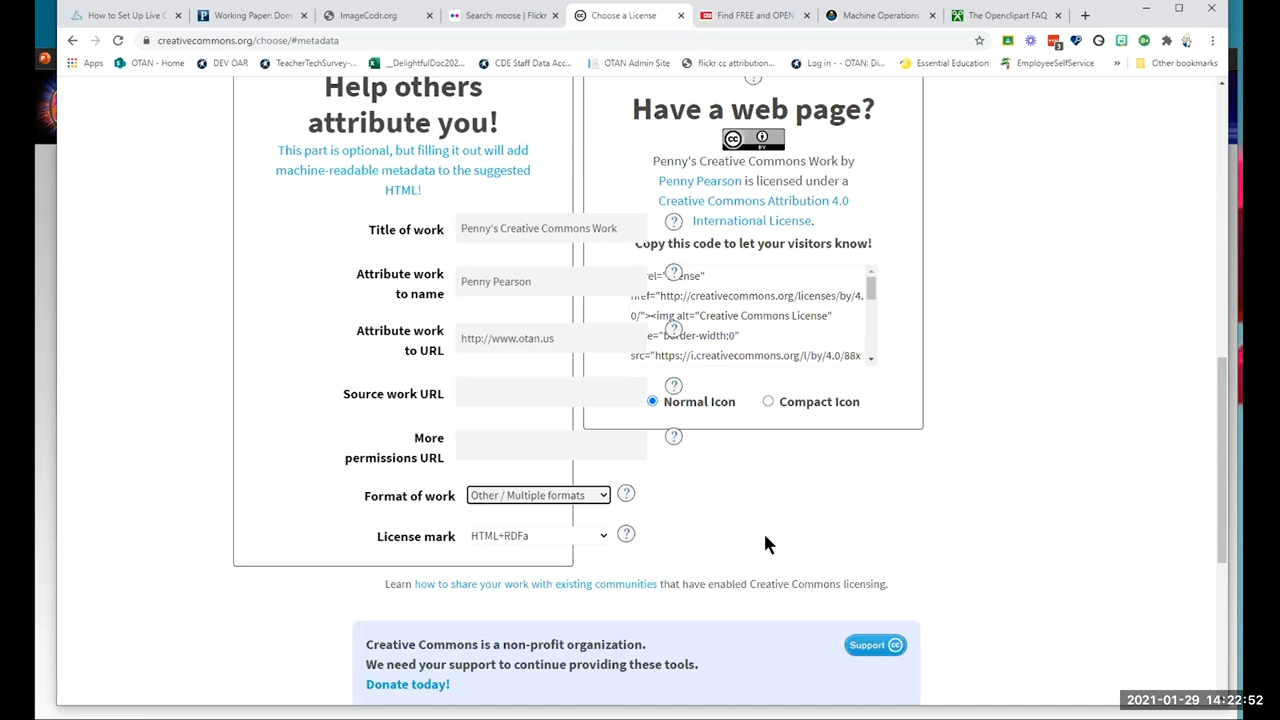 How to Set Up Live C
Working Paper: Dom
ImageCodr.org
Search: moose | Flickr
Choose a License
Find FREE and OPEN
Machine Operations
The Openclipart FAQ
creativecommons.org/choose/#metadata
3
Apps
OTAN - Home
DEV OAR
TeacherTechSurvey-...
__DelightfulDoc202...
CDE Staff Data Acc...
OTAN Admin Site
flickr cc attribution...
Log in -- OTAN: Di...
Essential Education
EmployeeSelfService
»
Other bookmarks
Help others
attribute you!
This part is optional, but filling it out will add
machine-readable metadata to the suggested
HTML!
Title of work
Penny's Creative Commons Work
?
Attribute work
to name
Penny Pearson
?
Attribute work
to URL
http://www.otan.us
?
Source work URL
?
More
permissions URL
?
Format of work
Other / Multiple formats
?
License mark
HTML+RDFa
?
?
Have a web page?
cc BY
Penny's Creative Commons Work by
Penny Pearson is licensed under a
Creative Commons Attribution 4.0
International License.
Copy this code to let your visitors know!
rel="
ense"
href="http://creativecommons.org/licenses/by/4.
0/"><img alt="Creative Commons License"
"border-width:0"
src="https://i.creativecommons.org/l/by/4.0/88x
Normal Icon
Compact Icon
Learn how to share your work with existing communities that have enabled Creative Commons licensing.
Creative Commons is a non-profit organization.
We need your support to continue providing these tools.
Donate today!
Support cc
2021-01-29 14:22:52